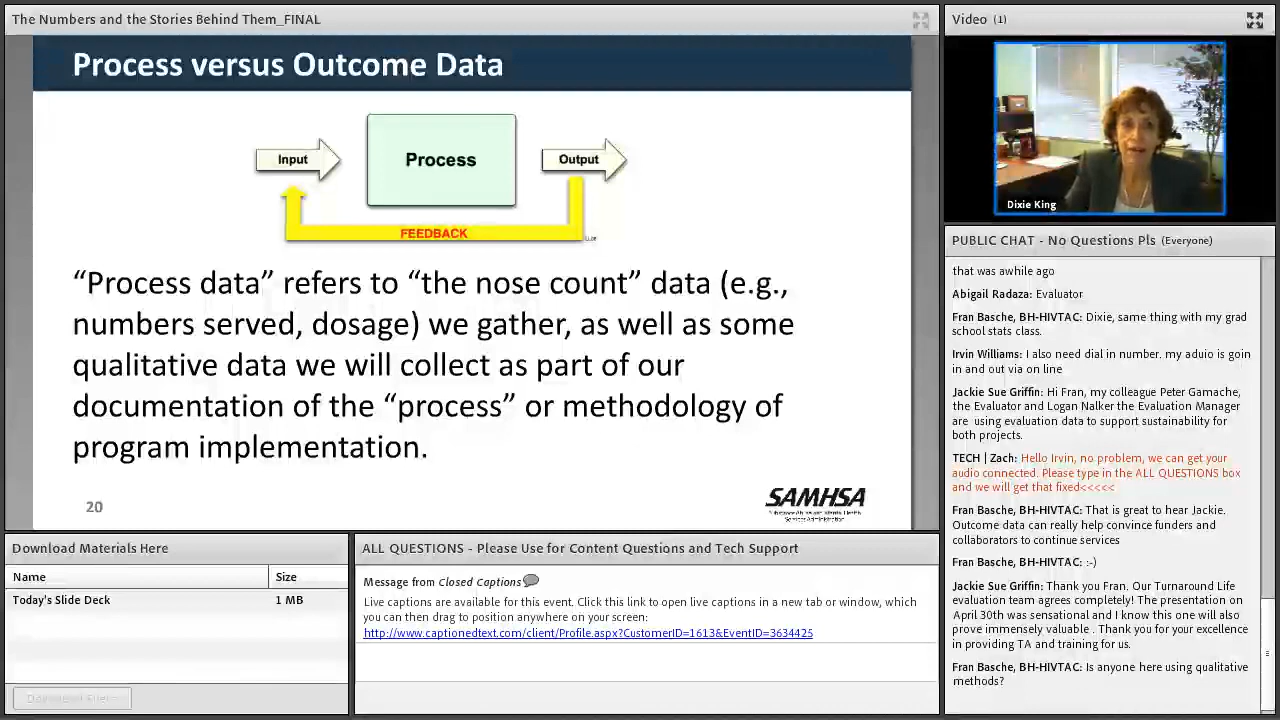 The Numbers and the Stories Behind Them_FINAL
Process versus Outcome Data
Input
Process
Output
FEEDBACK
“Process data” refers to “the nose count” data (e.g.,
numbers served, dosage) we gather, as well as some
qualitative data we will collect as part of our
documentation of the “process” or methodology of
program implementation.
20
SAMHSA
Services Administration
Video (1)
Dixie King
PUBLIC CHAT - No Questions Pls (Everyone)
that was awhile ago
Abigail Radaza: Evaluator
Fran Basche, BH-HIVTAC: Dixie, same thing with my grad
school stats class.
Irvin Williams: I also need dial in number. my aduio is goin
in and out via on line
Jackie Sue Griffin: Hi Fran, my colleague Peter Gamache,
the Evaluator and Logan Nalker the Evaluation Manager
are using evaluation data to support sustainability for
both projects.
TECH | Zach: Hello Irvin, no problem, we can get your
audio connected. Please type in the ALL QUESTIONS box
and we will get that fixed<<<<<
Fran Basche, BH-HIVTAC: That is great to hear Jackie.
Outcome data can really help convince funders and
collaborators to continue services
Fran Basche, BH-HIVTAC: :-)
Jackie Sue Griffin: Thank you Fran. Our Turnaround Life
evaluation team agrees completely! The presentation on
April 30th was sensational and I know this one will also
prove immensely valuable . Thank you for your excellence
in providing TA and training for us.
Fran Basche, BH-HIVTAC: Is anyone here using qualitative
methods?
Download Materials Here
Name Size
Today's Slide Deck 1 MB
Download File(s)
ALL QUESTIONS - Please Use for Content Questions and Tech Support
Message from Closed Captions
Live captions are available for this event. Click this link to open live captions in a new tab or window, which
you can then drag to position anywhere on your screen:
http://www.captionedtext.com/client/Profile.aspx?CustomerID=1613&EventID=3634425